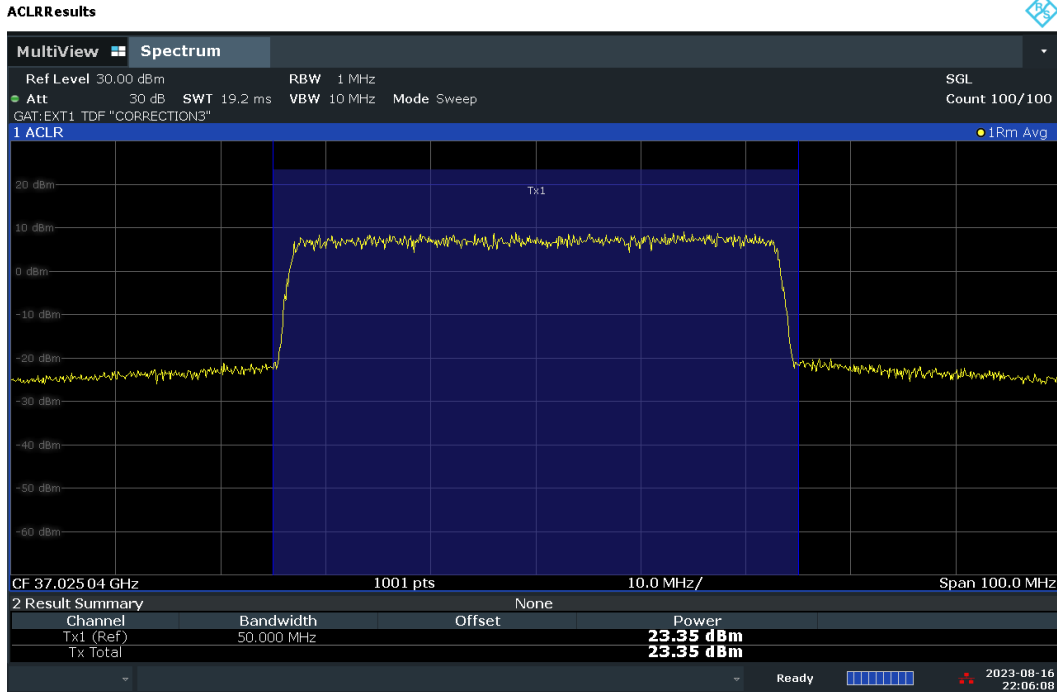 ACLRResults
R&S
MultiView Spectrum
Ref Level 30.00 dBm RBW 1 MHz SGL
Att 30 dB SWT 19.2 ms VBW 10 MHz Mode Sweep Count 100/100
GAT:EXT1 TDF "CORRECTION3"
1 ACLR 1Rm Avg
20 dBm
Tx1
10 dBm
0 dBm
-10 dBm
-20 dBm
-30 dBm
-40 dBm
-50 dBm
-60 dBm
CF 37.02504 GHz 1001 pts 10.0 MHz/ Span 100.0 MHz
2 Result Summary None
Channel Bandwidth Offset Power
Tx1 (Ref) 50.000 MHz 23.35 dBm
Tx Total 23.35 dBm
Ready 2023-08-16
22:06:08